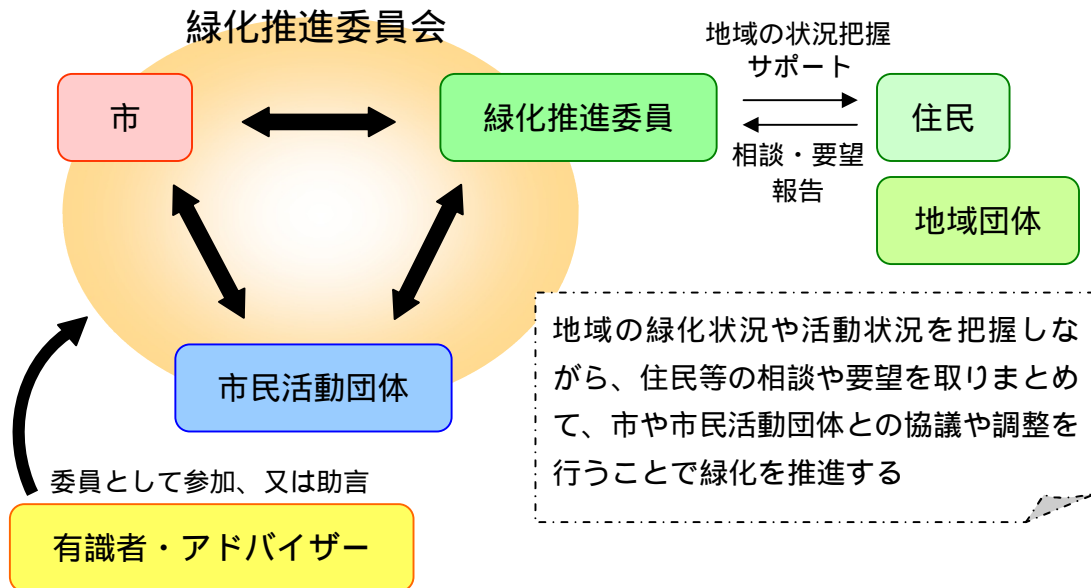 緑化推進委員会
市
緑化推進委員
地域の状況把握
サポート
相談・要望
報告
住民
地域団体
市民活動団体
地域の緑化状況や活動状況を把握しな
がら、住民等の相談や要望を取りまとめ
て、市や市民活動団体との協議や調整を
行うことで緑化を推進する
委員として参加、又は助言
有識者・アドバイザー